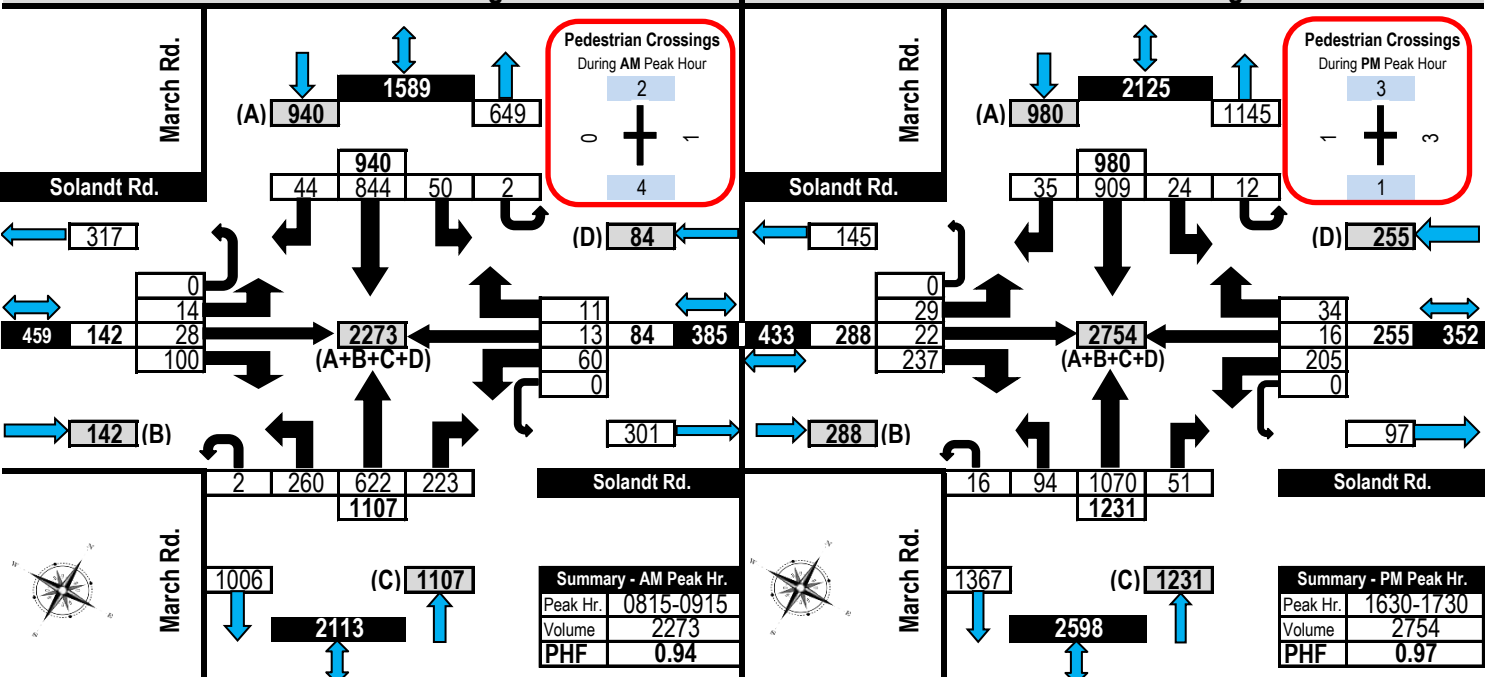 March Rd.
Pedestrian Crossings
During AM Peak Hour
2
0
1
4
1589
(A) 940
649
940
44 844 50 2
Solandt Rd.
317
(D) 84
0
14
28
100
459 142
2273
(A+B+C+D)
11
13
60
0
84 385
142 (B)
301
2 260 622 223
1107
Solandt Rd.
March Rd.
1006
(C) 1107
2113
Summary - AM Peak Hr.
Peak Hr. 0815-0915
Volume 2273
PHF 0.94
March Rd.
Pedestrian Crossings
During PM Peak Hour
3
1
3
1
2125
(A) 980
1145
980
35 909 24 12
Solandt Rd.
145
(D) 255
0
29
22
237
433 288
2754
(A+B+C+D)
34
16
205
0
255 352
288 (B)
97
16 94 1070 51
1231
Solandt Rd.
March Rd.
1367
(C) 1231
2598
Summary - PM Peak Hr.
Peak Hr. 1630-1730
Volume 2754
PHF 0.97